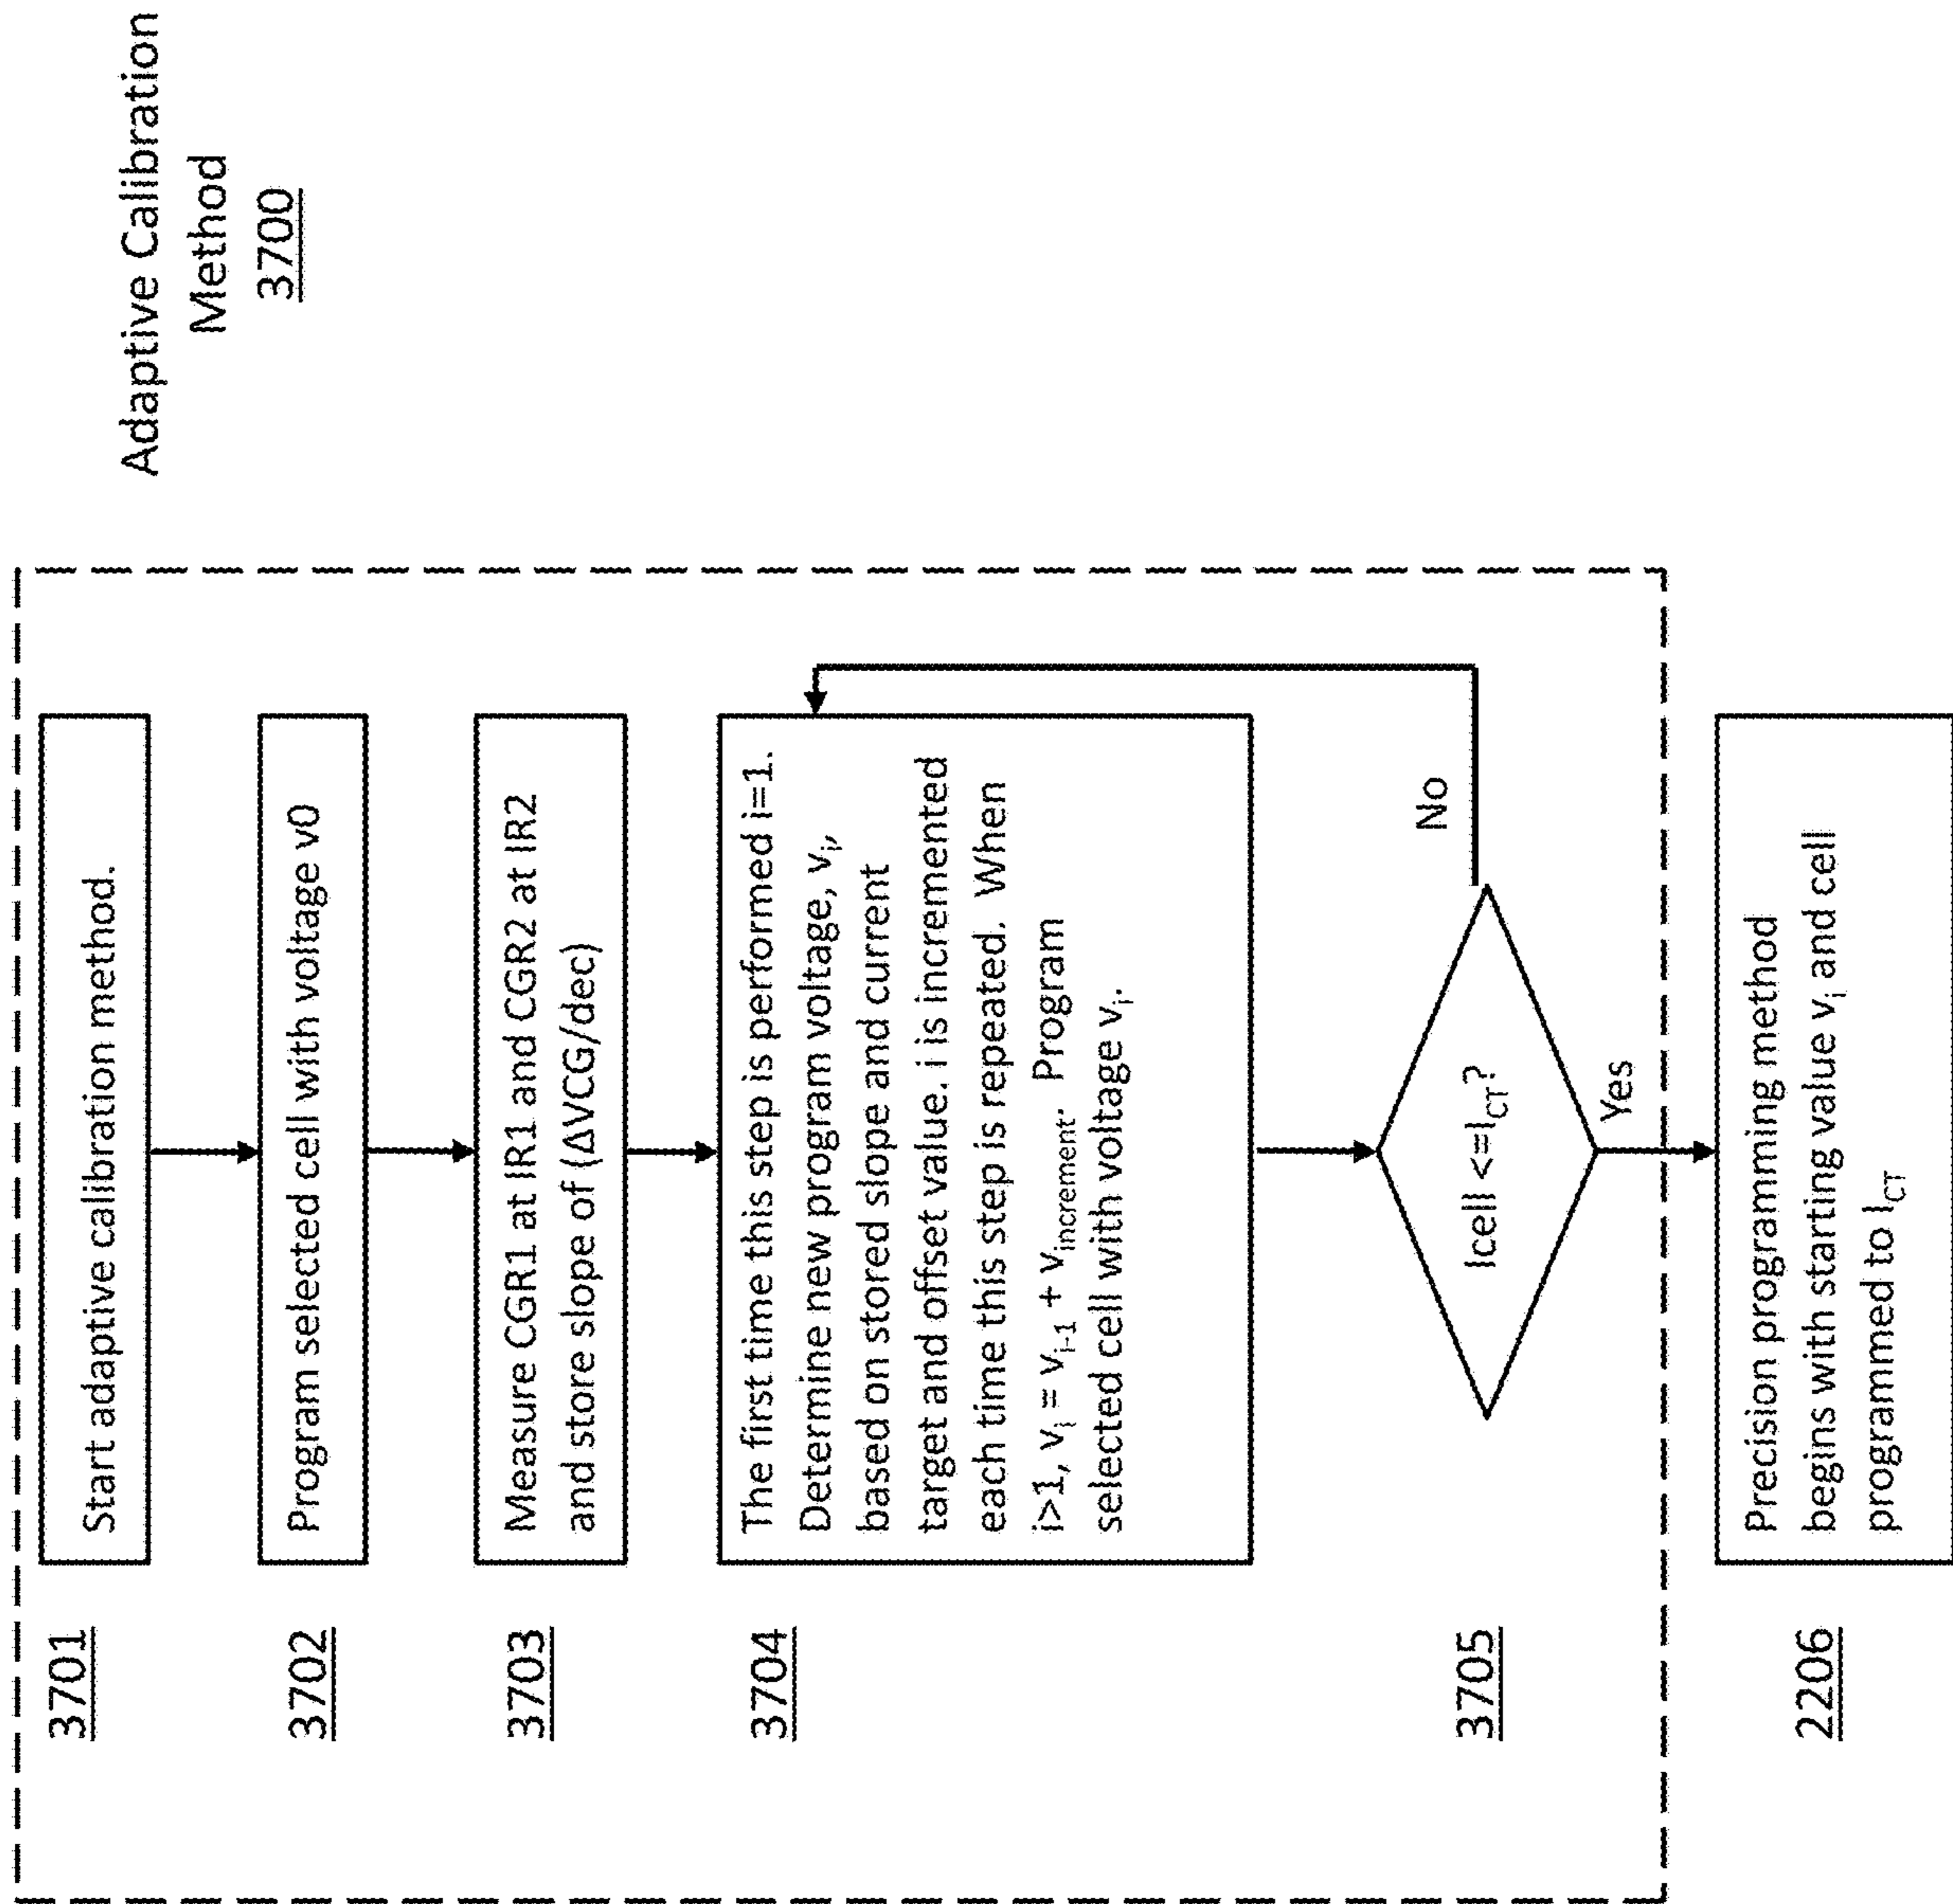 Adaptive Calibration
Method
3700
3701
Start adaptive calibration method.
3702
Program selected cell with voltage v0
3703
Measure CGR1 at IR1 and CGR2 at IR2
and store slope of (ΔVCG/dec)
3704
The first time this step is performed i=1.
Determine new program voltage, vᵢ,
based on stored slope and current
target and offset value. i is incremented
each time this step is repeated. When
i>1, vᵢ = vᵢ₋₁ + v_increment. Program
selected cell with voltage vᵢ.
3705
Icell <=I_CT?
No
Yes
2206
Precision programming method
begins with starting value vᵢ and cell
programmed to I_CT